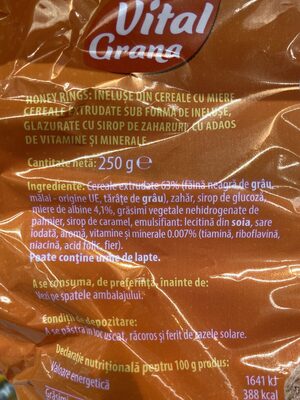 Vital
Grana
HONEY RINGS: INELUȘE DIN CEREALE CU MIERE
CEREALE EXTRUDATE SUB FORMA DE INELUȘE,
GLAZURATE CU SIROP DE ZAHARURI, CU ADAOS
DE VITAMINE ȘI MINERALE
Cantitate netă: 250 g e
Ingrediente: Cereale extrudate 63% (făină neagră de grâu,
mălai - origine UE, tărâțe de grâu), zahăr, sirop de glucoză,
miere de albine 4,1%, grăsimi vegetale nehidrogenate de
palmier, sirop de caramel, emulsifiant: lecitină din soia, sare
iodată, aromă, vitamine și minerale 0.007% (tiamină, riboflavină,
niacină, acid folic, fier).
Poate conține urme de lapte.
A se consuma, de preferință, înainte de:
Vezi pe spatele ambalajului.
Condiții de depozitare:
A se păstra în loc uscat, răcoros și ferit de razele solare.
Declarație nutrițională pentru 100 g produs:
Valoare energetică
1641 kJ
388 kcal
Grăsimi